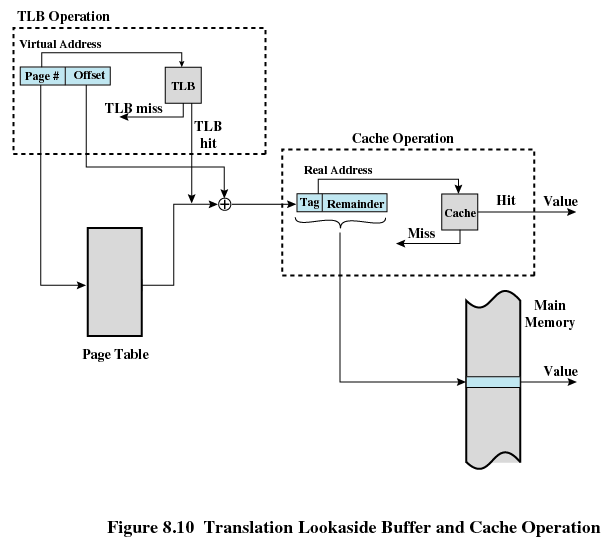 TLB Operation
Virtual Address
Page # Offset
TLB
TLB miss
TLB
hit
Cache Operation
Real Address
Tag Remainder
Cache
Hit
Value
Miss
Page Table
Main
Memory
Value
Figure 8.10 Translation Lookaside Buffer and Cache Operation